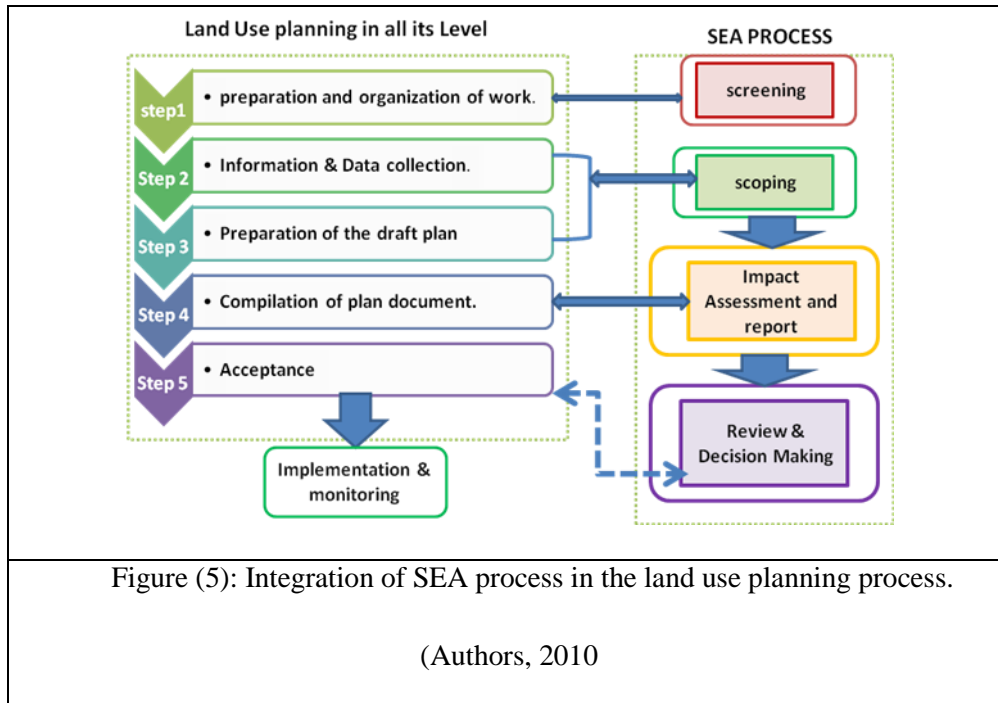 Land Use planning in all its Level
step1
• preparation and organization of work.
Step 2
• Information & Data collection.
Step 3
• Preparation of the draft plan
Step 4
• Compilation of plan document.
Step 5
• Acceptance
Implementation &
monitoring
SEA PROCESS
screening
scoping
Impact
Assessment and
report
Review &
Decision Making
Figure (5): Integration of SEA process in the land use planning process.
(Authors, 2010